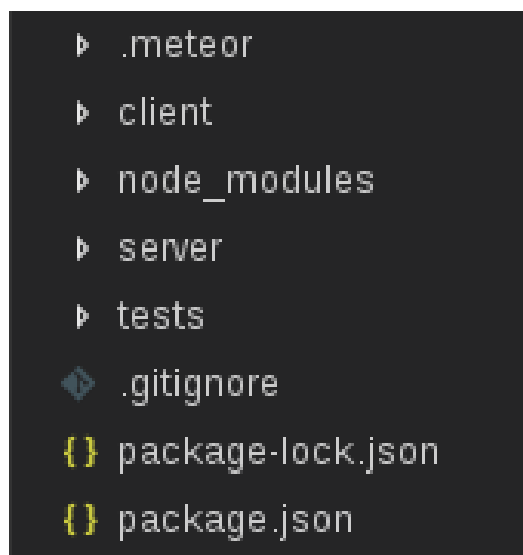 .meteor
client
node_modules
server
tests
.gitignore
package-lock.json
package.json